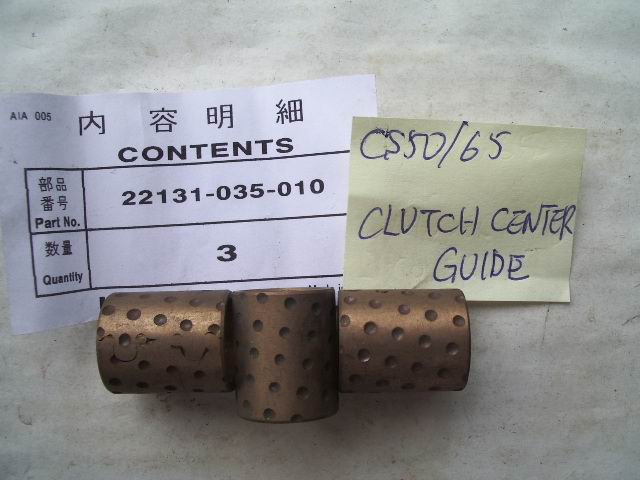 AIA 005
内容明細
CONTENTS
部品
番号
Part No.
22131-035-010
数量
Quantity
3
CS50/65
CLUTCH CENTER
GUIDE